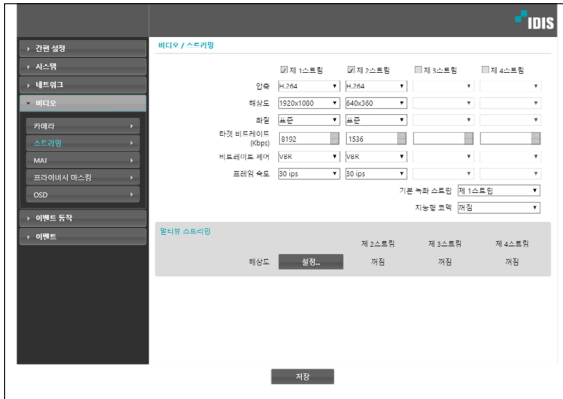 IDIS
간편 설정
시스템
네트워크
비디오
카메라
스트리밍
MAT
프라이버시 마스킹
OSD
이벤트 동작
이벤트
비디오 / 스트리밍
제 1스트림 제 2스트림 제 3스트림 제 4스트림
압축 H.264 H.264
해상도 1920x1080 640x360
화질 표준 표준
타겟 비트레이트 (Kbps) 8192 1536
비트레이트 제어 VBR VBR
프레임 속도 30 ips 30 ips
기본 녹화 스트림 제 1스트림
지능형 코덱 꺼짐
멀티뷰 스트리밍
제 2스트림 제 3스트림 제 4스트림
해상도 설정... 꺼짐 꺼짐 꺼짐
저장